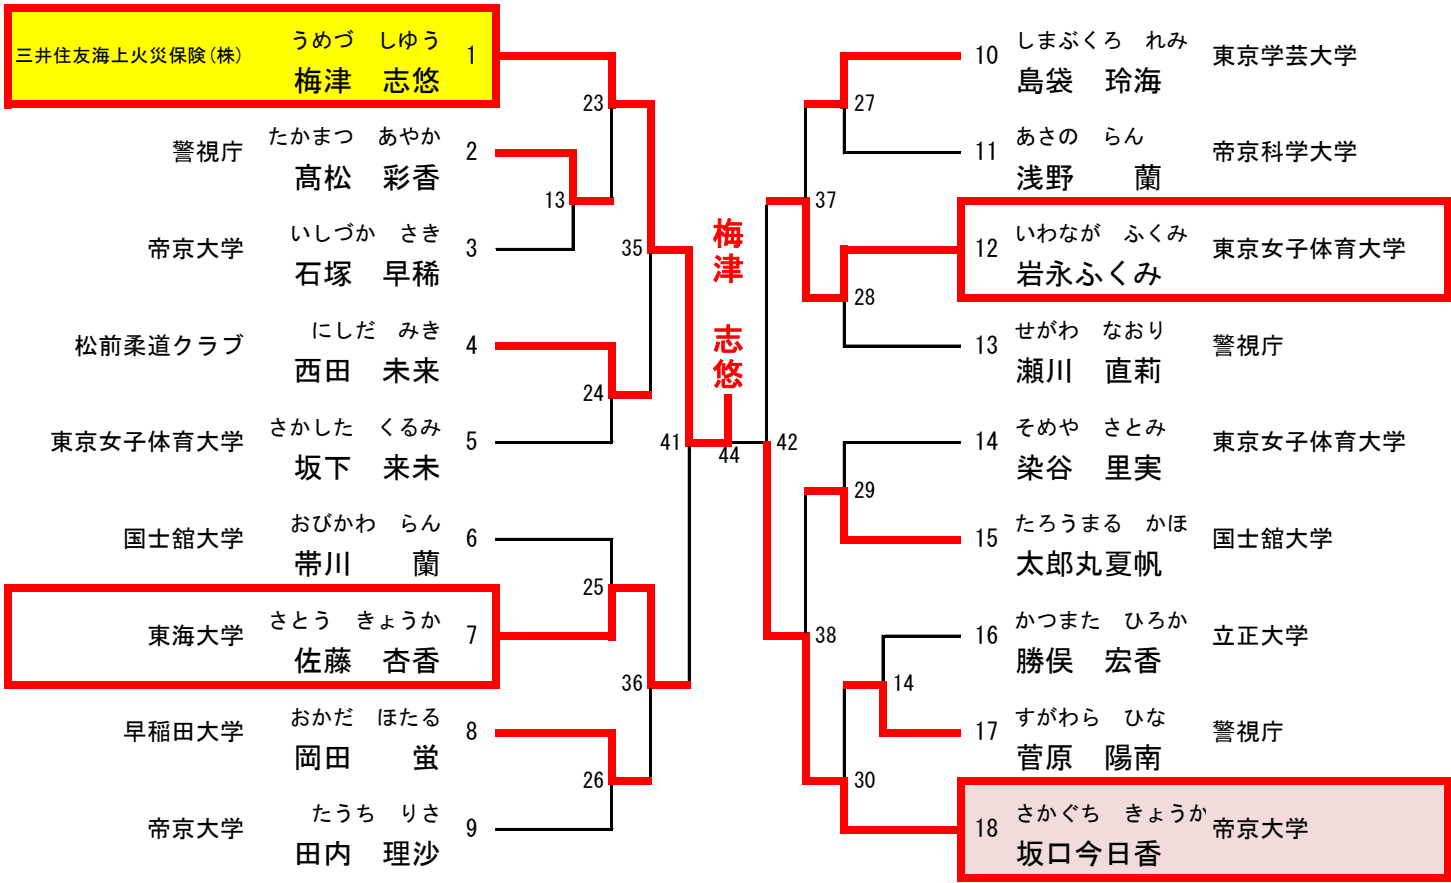 うめづ　しゆう
三井住友海上火災保険(株)
1
梅津　志悠
23
たかまつ　あやか
警視庁
2
髙松　彩香
13
いしづか　さき
帝京大学
3
石塚　早稀
35
にしだ　みき
松前柔道クラブ
4
西田　未来
24
さかした　くるみ
東京女子体育大学
5
坂下　来未
41
おびかわ　らん
国士舘大学
6
帯川　蘭
25
さとう　きょうか
東海大学
7
佐藤　杏香
36
おかだ　ほたる
早稲田大学
8
岡田　蛍
26
たうち　りさ
帝京大学
9
田内　理沙
梅津　志悠
44
しまぶくろ　れみ
10
東京学芸大学
島袋　玲海
27
あさの　らん
11
帝京科学大学
浅野　蘭
37
いわなが　ふくみ
12
東京女子体育大学
岩永ふくみ
28
せがわ　なおり
13
警視庁
瀬川　直莉
42
そめや　さとみ
14
東京女子体育大学
染谷　里実
29
たろうまる　かほ
15
国士舘大学
太郎丸夏帆
38
かつまた　ひろか
16
立正大学
勝俣　宏香
14
すがわら　ひな
17
警視庁
菅原　陽南
30
さかぐち　きょうか
18
帝京大学
坂口今日香